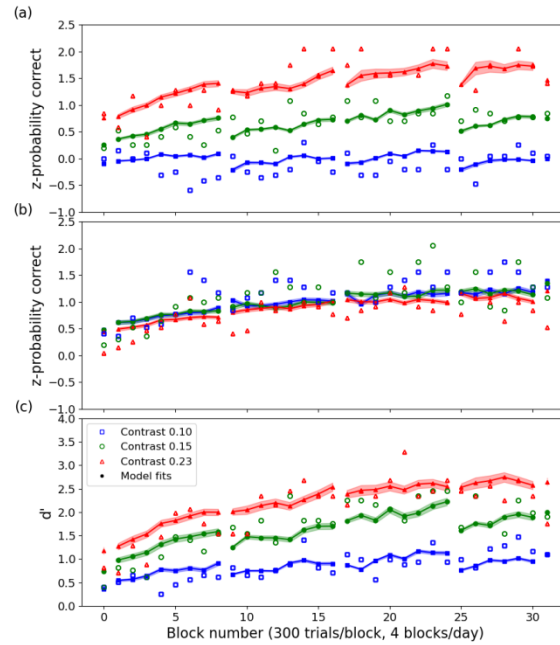 (a)
2.5
2.0
1.5
1.0
0.5
0.0
−0.5
−1.0
z-probability correct
(b)
2.5
2.0
1.5
1.0
0.5
0.0
−0.5
−1.0
z-probability correct
(c)
4.0
3.5
3.0
2.5
2.0
1.5
1.0
0.5
0.0
d'
Contrast 0.10
Contrast 0.15
Contrast 0.23
Model fits
0 5 10 15 20 25 30
Block number (300 trials/block, 4 blocks/day)